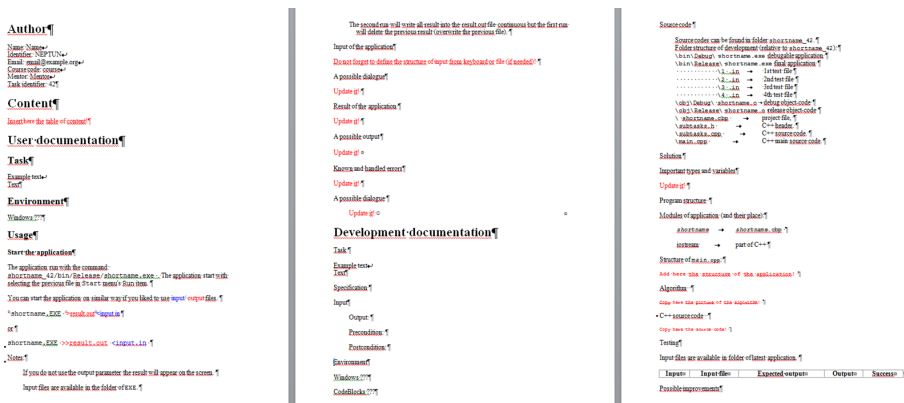 Author¶
Name: Name
Identifier: NEPTUN
Email: email@example.org
Course code: course
Mentor: Mentor
Task identifier: 42¶
Content¶
Insert here the table of content!¶
User documentation¶
Task¶
Example text
Text¶
Environment¶
Windows ???¶
Usage¶
Start the application¶
The application run with the command:
shortname_42/bin/Release/shortname.exe. The application start with
selecting the previous file in Start menu's Run item. ¶
You can start the application on similar way if you liked to use input/ output files. ¶
shortname.EXE >result.out <input.in
or ¶
shortname.EXE >>result.out <input.in ¶
Notes: ¶
If you do not use the output parameter the result will appear on the screen. ¶
Input files are available in the folder of EXE. ¶
The second run will write all result into the result.out file continuous but the first run
will delete the previous result (overwrite the previous file). ¶
Input of the application¶
Do not forget to define the structure of input from keyboard or file (if needed)! ¶
A possible dialogue¶
Update it! ¶
Result of the application ¶
Update it! ¶
A possible output¶
Update it! ¤
Known and handled errors¶
Update it! ¶
A possible dialogue ¶
Update it! ¤ ¤
Development documentation¶
Task ¶
Example text
Text¶
Specification ¶
Input¶
Output: ¶
Precondition: ¶
Postcondition: ¶
Environment¶
Windows ???¶
CodeBlocks ???¶
Source code ¶
Source codes can be found in folder shortname_42. ¶
Folder structure of development (relative to shortname_42): ¶
\bin\Debug\ shortname.exe debugable application ¶
\bin\Release\ shortname.exe final application ¶
\1 .in → 1st test file ¶
\2 .in → 2nd test file ¶
\3 .in → 3rd test file ¶
\4 .in → 4th test file ¶
\obj\Debug\ shortname.o → debug object-code ¶
\obj\Release\ shortname.o release object-code ¶
\ shortname.cbp → project file, ¶
\subtasks.h → C++ header, ¶
\subtasks.cpp → C++ source code, ¶
\main.cpp → C++ main source code. ¶
Solution ¶
Important types and variables¶
Update it! ¶
Program structure ¶
Modules of application (and their place) ¶
shortname → shortname.cbp ¶
iostream → part of C++ ¶
Structure of main.cpp: ¶
Add here the structure of the application! ¶
Algorithm ¶
Copy here the picture of the algorithm! ¶
C++ source code ¶
Copy here the source code! ¶
Testing¶
Input files are available in folder of latest application. ¶
Input¤ Input file¤ Expected output¤ Output¤ Success¤
Possible improvements¶